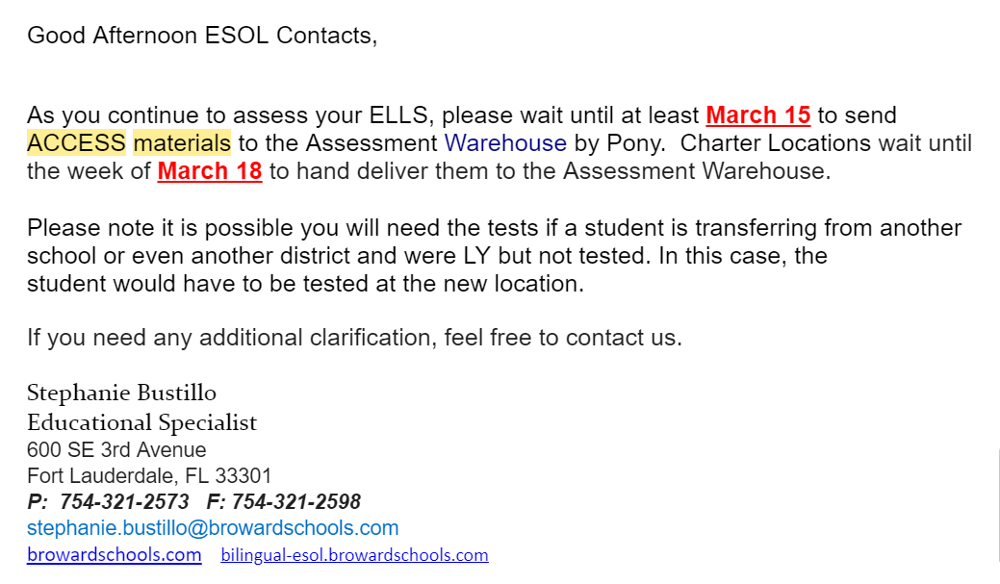 Good Afternoon ESOL Contacts,
As you continue to assess your ELLS, please wait until at least March 15 to send
ACCESS materials to the Assessment Warehouse by Pony.  Charter Locations wait until
the week of March 18 to hand deliver them to the Assessment Warehouse.
Please note it is possible you will need the tests if a student is transferring from another
school or even another district and were LY but not tested. In this case, the
student would have to be tested at the new location.
If you need any additional clarification, feel free to contact us.
Stephanie Bustillo
Educational Specialist
600 SE 3rd Avenue
Fort Lauderdale, FL 33301
P:  754-321-2573   F: 754-321-2598
stephanie.bustillo@browardschools.com
browardschools.com    bilingual-esol.browardschools.com